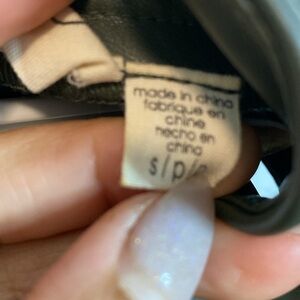 made in china
fabriqué en
chine
hecho en
china
s/p/